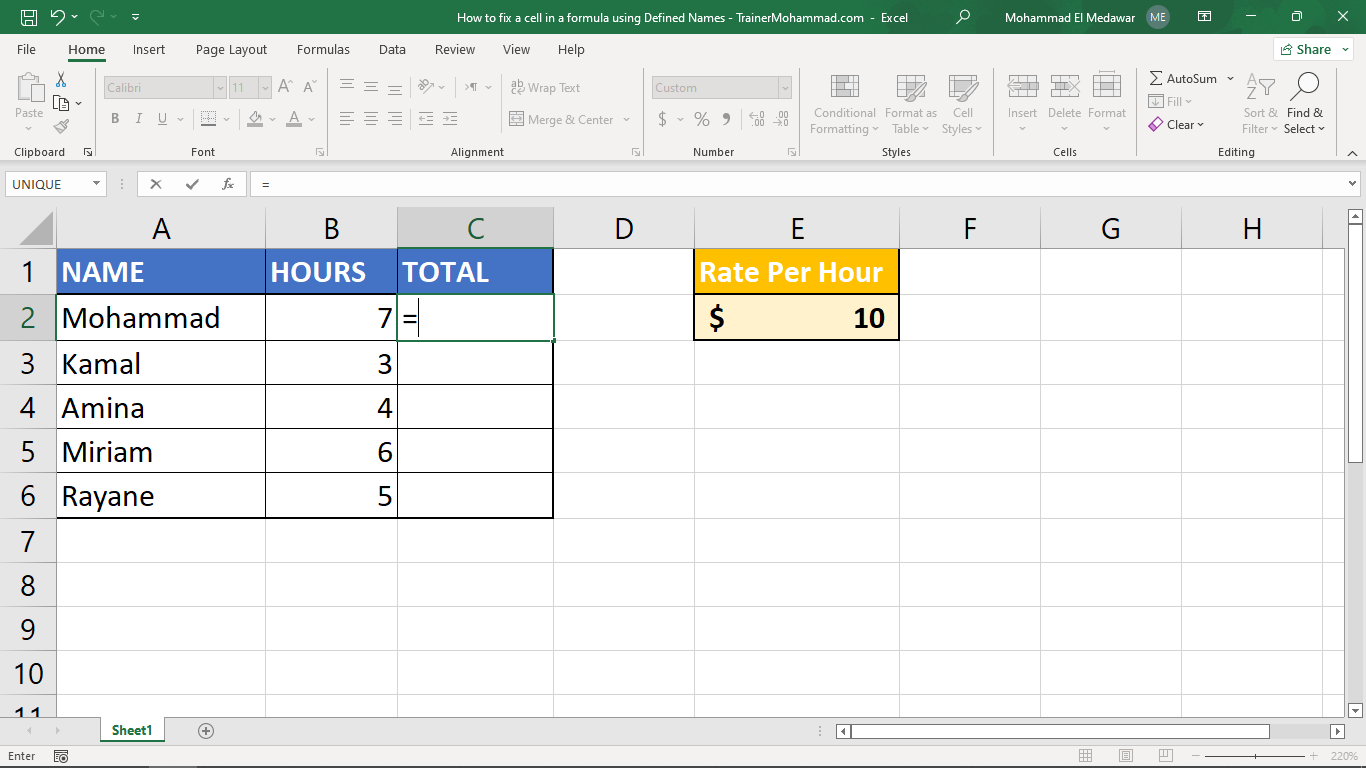 How to fix a cell in a formula using Defined Names - TrainerMohammad.com - Excel
Mohammad El Medawar ME
File Home Insert Page Layout Formulas Data Review View Help Share
Calibri 11 Wrap Text Custom AutoSum
Paste Conditional Format as Cell Insert Delete Format Fill Sort & Find &
B I U Merge & Center $ % Formatting Table Styles Clear Filter Select
Clipboard Font Alignment Number Styles Cells Editing
UNIQUE fx =
A B C D E F G H
1 NAME HOURS TOTAL Rate Per Hour
2 Mohammad 7 = $ 10
3 Kamal 3
4 Amina 4
5 Miriam 6
6 Rayane 5
7
8
9
10
11
Sheet1
Enter 220%